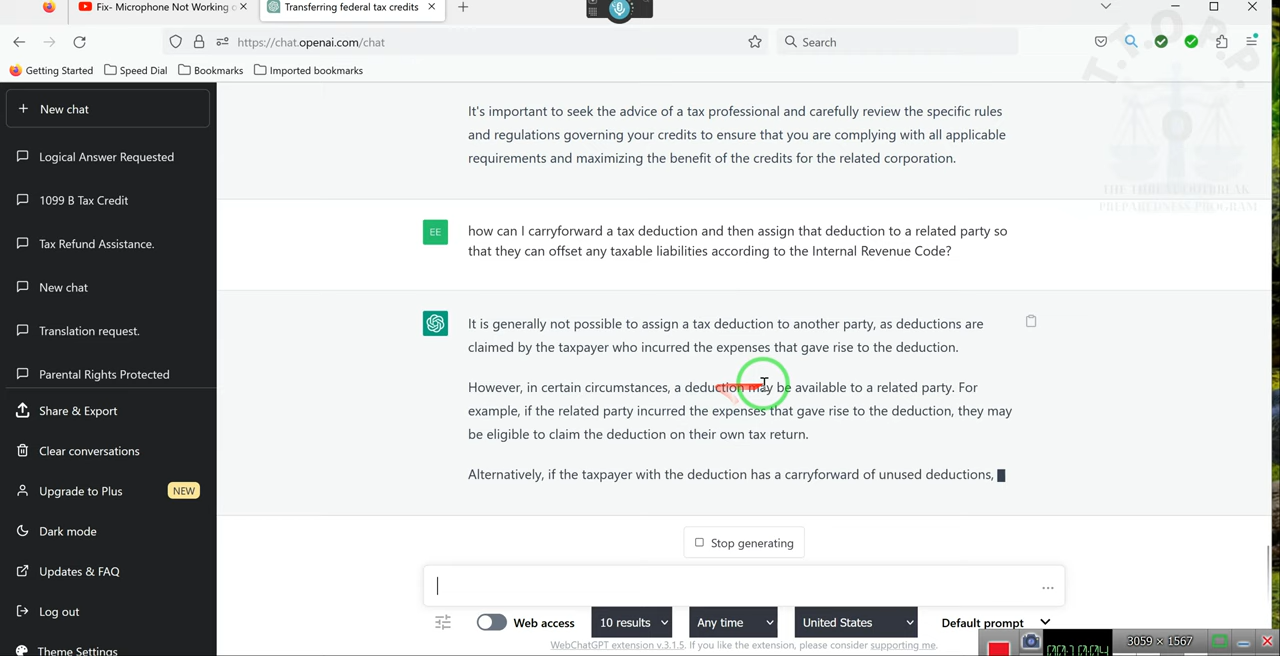 Fix- Microphone Not Working o
Transferring federal tax credits
https://chat.openai.com/chat
Search
Getting Started
Speed Dial
Bookmarks
Imported bookmarks
T.T.O.P.P.
THE THREAT OUTBREAK
PREPAREDNESS PROGRAM
New chat
Logical Answer Requested
1099 B Tax Credit
Tax Refund Assistance.
New chat
Translation request.
Parental Rights Protected
Share & Export
Clear conversations
Upgrade to Plus
NEW
Dark mode
Updates & FAQ
Log out
Theme Settings
It's important to seek the advice of a tax professional and carefully review the specific rules
and regulations governing your credits to ensure that you are complying with all applicable
requirements and maximizing the benefit of the credits for the related corporation.
EE
how can I carryforward a tax deduction and then assign that deduction to a related party so
that they can offset any taxable liabilities according to the Internal Revenue Code?
It is generally not possible to assign a tax deduction to another party, as deductions are
claimed by the taxpayer who incurred the expenses that gave rise to the deduction.
However, in certain circumstances, a deduction may be available to a related party. For
example, if the related party incurred the expenses that gave rise to the deduction, they may
be eligible to claim the deduction on their own tax return.
Alternatively, if the taxpayer with the deduction has a carryforward of unused deductions,
Stop generating
Web access
10 results
Any time
United States
Default prompt
WebChatGPT extension v.3.1.5. If you like the extension, please consider supporting me.
3059 × 1567